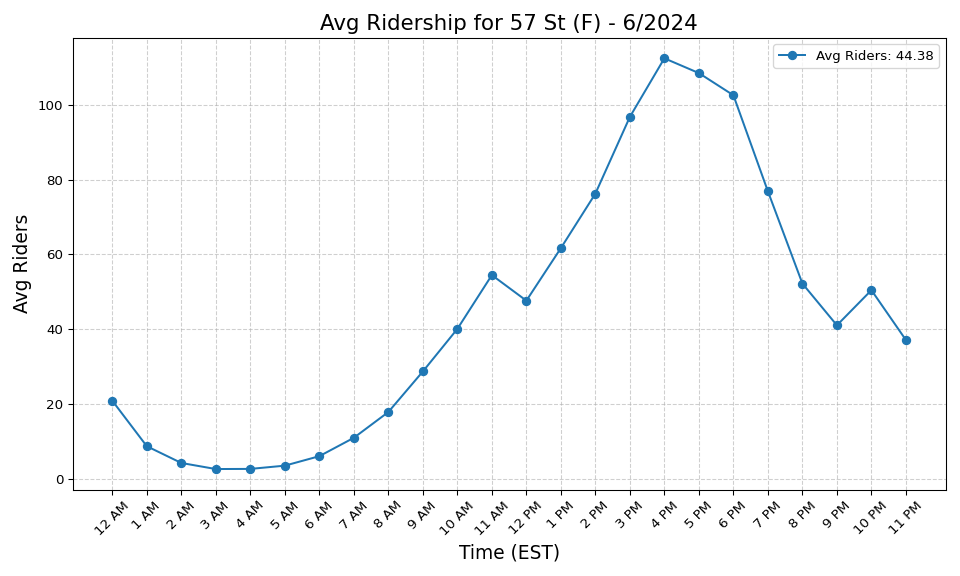 Avg Ridership for 57 St (F) - 6/2024
Avg Riders: 44.38
Avg Riders
100
80
60
40
20
0
12 AM
1 AM
2 AM
3 AM
4 AM
5 AM
6 AM
7 AM
8 AM
9 AM
10 AM
11 AM
12 PM
1 PM
2 PM
3 PM
4 PM
5 PM
6 PM
7 PM
8 PM
9 PM
10 PM
11 PM
Time (EST)